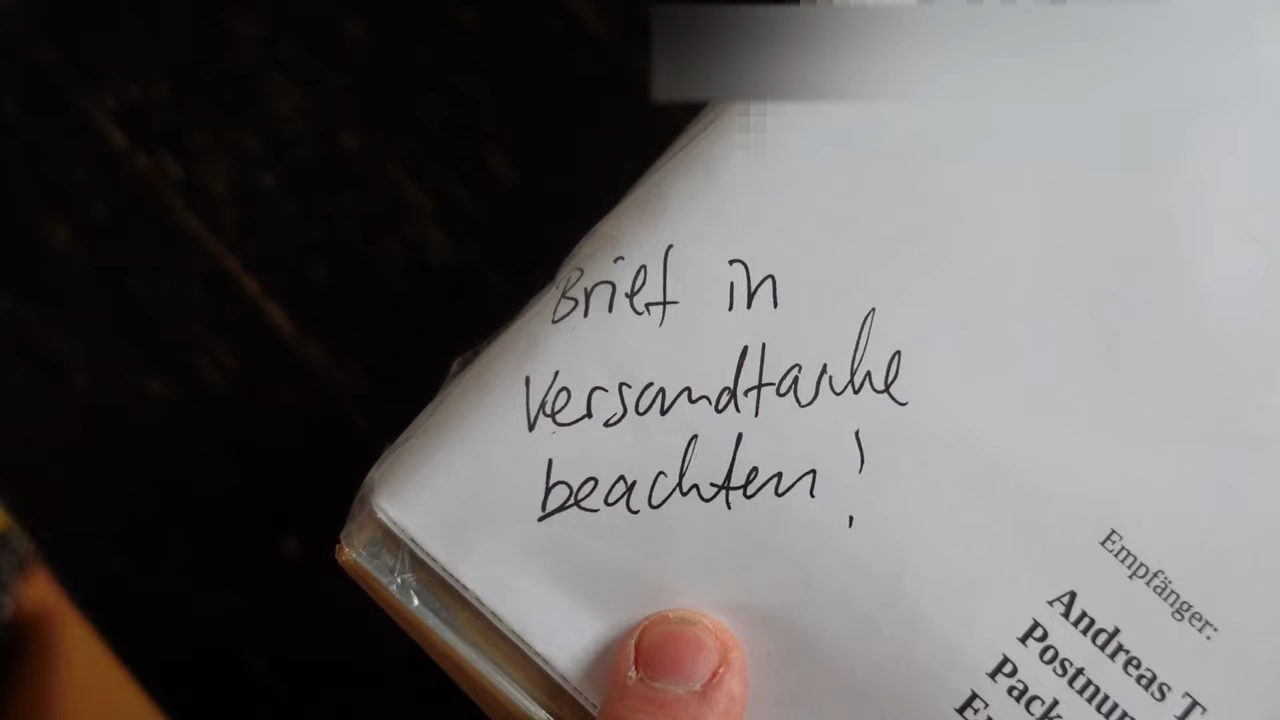 Brief in
Versandtasche
beachten!
Empfänger:
Andreas T